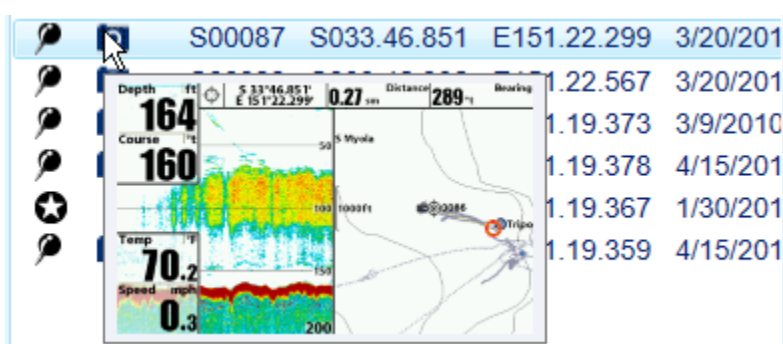 S00087 S033.46.851 E151.22.299 3/20/201
1.22.567 3/20/201
1.19.373 3/9/2010
1.19.378 4/15/201
1.19.367 1/30/201
1.19.359 4/15/201
Depth ft
164
Course °t
160
Temp °F
70.2
Speed mph
0.3
S 33°46.851'
E 151°22.299'
0.27 sm
Distance
289°t
Bearing
50
100
150
200
S Myola
1000ft
Tripo